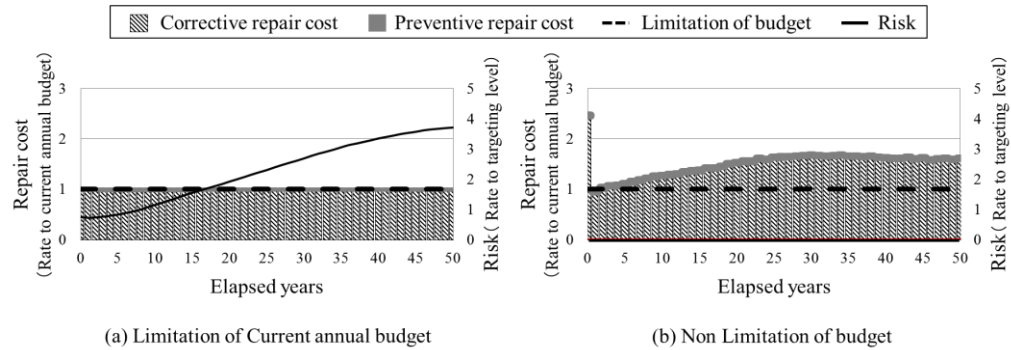 Corrective repair cost Preventive repair cost Limitation of budget Risk
Repair cost
(Rate to current annual budget)
3
2
1
0
5
4
3
2
1
0
Risk( Rate to targeting level)
0 5 10 15 20 25 30 35 40 45 50
Elapsed years
(a) Limitation of Current annual budget
Repair cost
(Rate to current annual budget)
3
2
1
0
5
4
3
2
1
0
Risk( Rate to targeting level)
0 5 10 15 20 25 30 35 40 45 50
Elapsed years
(b) Non Limitation of budget